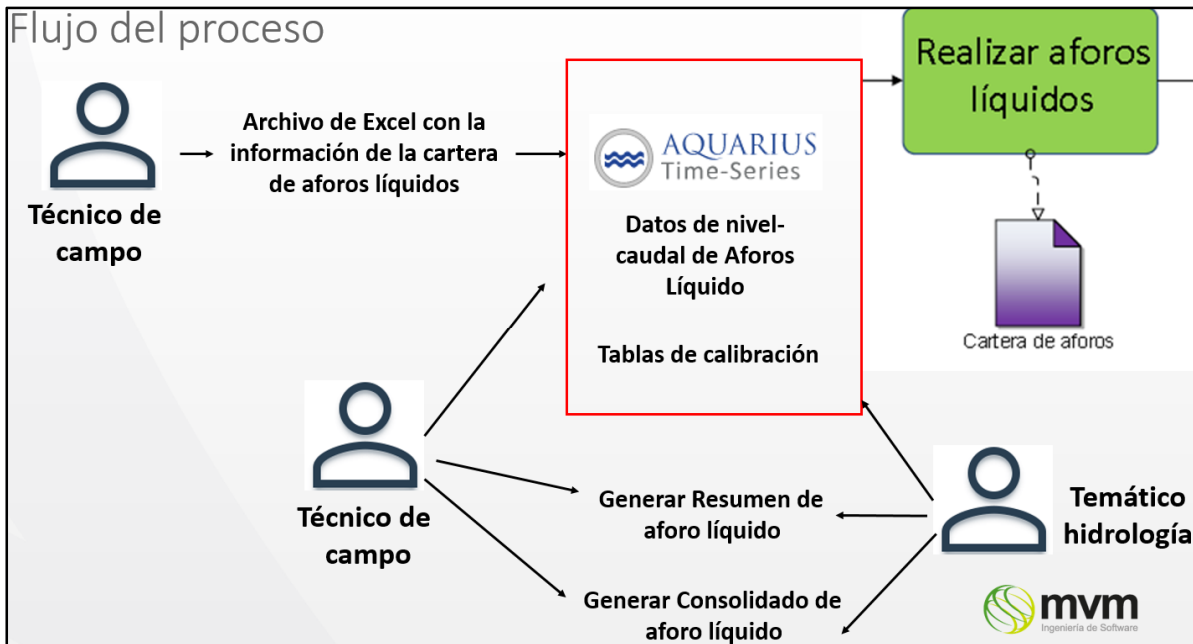 Flujo del proceso
Técnico de
campo
Archivo de Excel con la
información de la cartera
de aforos líquidos
AQUARIUS
Time-Series
Datos de nivel-
caudal de Aforos
Líquido
Tablas de calibración
Realizar aforos
líquidos
Cartera de aforos
Técnico de
campo
Generar Resumen de
aforo líquido
Generar Consolidado de
aforo líquido
Temático
hidrología
mvm
Ingeniería de Software